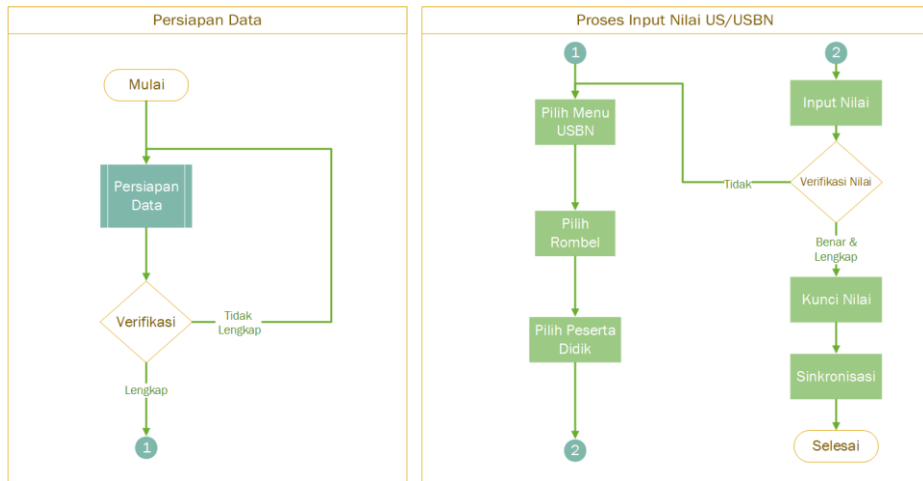 Persiapan Data
Mulai
Persiapan
Data
Verifikasi
Tidak
Lengkap
Lengkap
1
Proses Input Nilai US/USBN
1
Pilih Menu
USBN
Pilih
Rombel
Pilih Peserta
Didik
2
2
Input Nilai
Verifikasi Nilai
Tidak
Benar &
Lengkap
Kunci Nilai
Sinkronisasi
Selesai